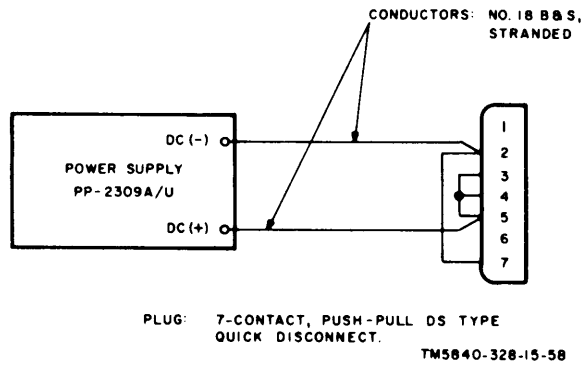 CONDUCTORS: NO. 18 B & S,
STRANDED
DC (-)
POWER SUPPLY
PP-2309A/U
DC (+)
1
2
3
4
5
6
7
PLUG: 7-CONTACT, PUSH-PULL DS TYPE
QUICK DISCONNECT.
TM5840-328-15-58